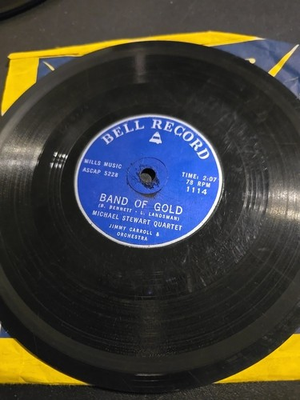 BELL RECORD
MILLS MUSIC
ASCAP 5228
TIME: 2:07
78 RPM
1114
BAND OF GOLD
(B. BENNETT - L. LANDSMAN)
MICHAEL STEWART QUARTET
JIMMY CARROLL &
ORCHESTRA